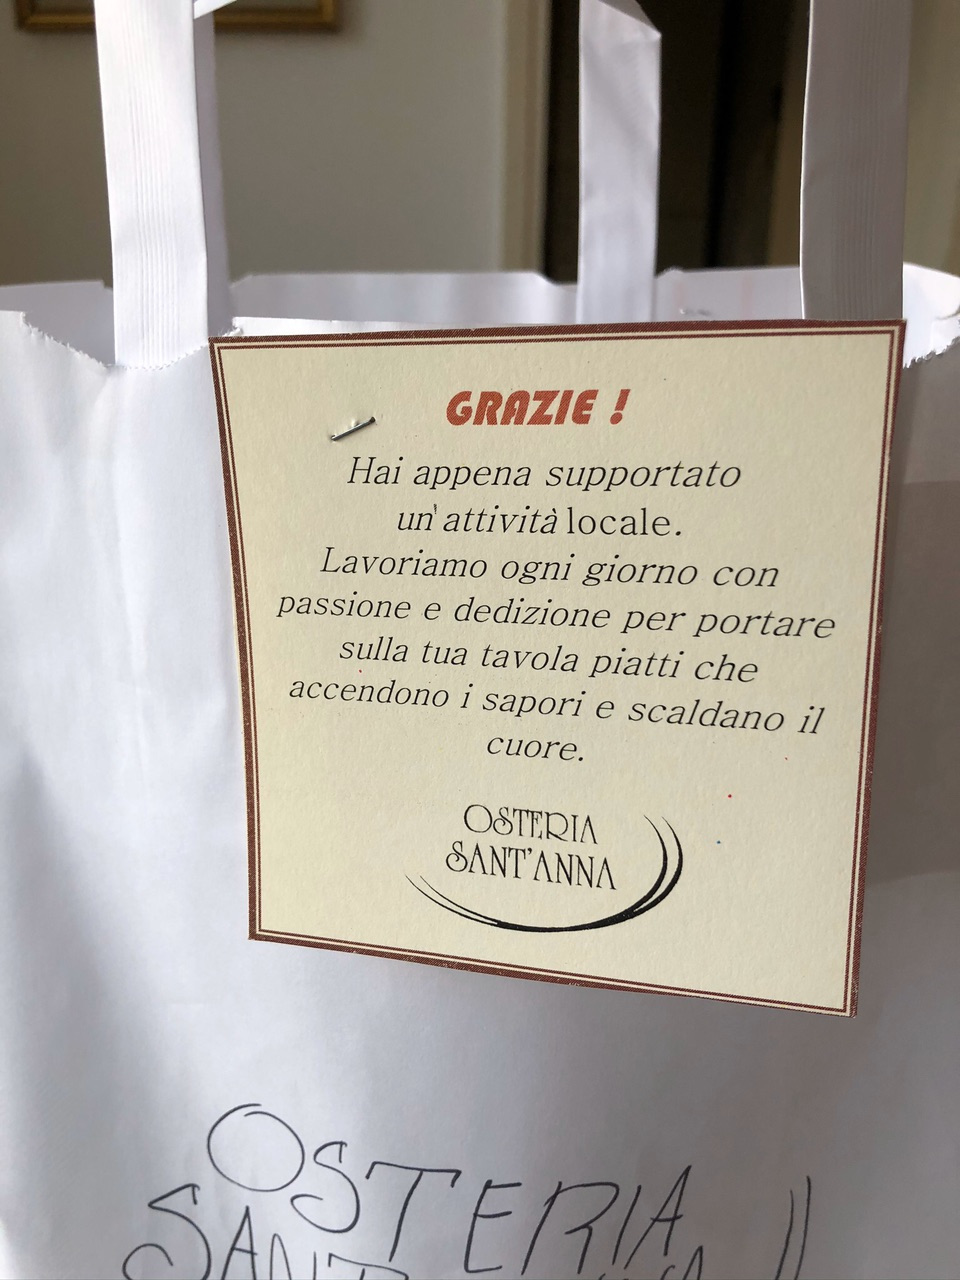 GRAZIE !
Hai appena supportato
un' attività locale.
Lavoriamo ogni giorno con
passione e dedizione per portare
sulla tua tavola piatti che
accendono i sapori e scaldano il
cuore.
OSTERIA
SANT'ANNA
OSTERIA